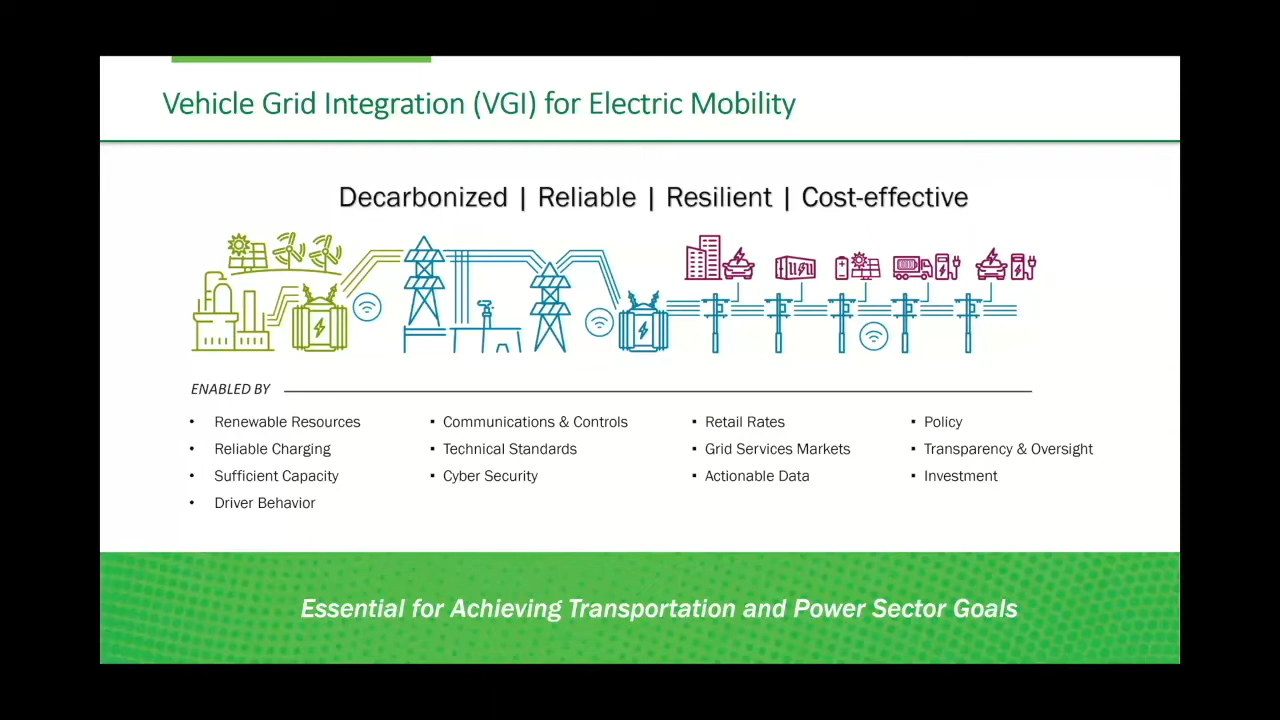 Vehicle Grid Integration (VGI) for Electric Mobility
Decarbonized | Reliable | Resilient | Cost-effective
ENABLED BY
• Renewable Resources
• Reliable Charging
• Sufficient Capacity
• Driver Behavior
▪ Communications & Controls
▪ Technical Standards
▪ Cyber Security
▪ Retail Rates
▪ Grid Services Markets
▪ Actionable Data
▪ Policy
▪ Transparency & Oversight
▪ Investment
Essential for Achieving Transportation and Power Sector Goals